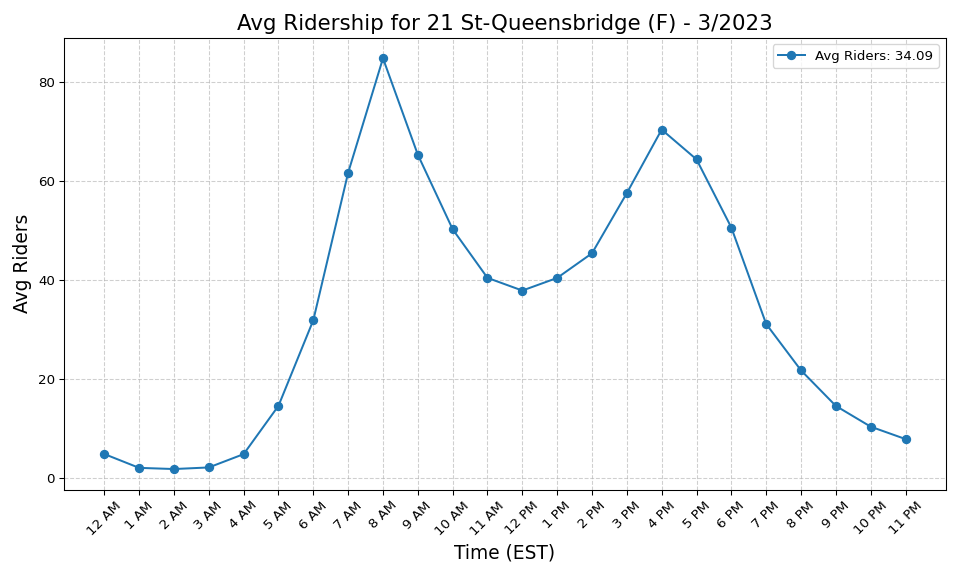 Avg Ridership for 21 St-Queensbridge (F) - 3/2023
Avg Riders: 34.09
Avg Riders
80
60
40
20
0
12 AM
1 AM
2 AM
3 AM
4 AM
5 AM
6 AM
7 AM
8 AM
9 AM
10 AM
11 AM
12 PM
1 PM
2 PM
3 PM
4 PM
5 PM
6 PM
7 PM
8 PM
9 PM
10 PM
11 PM
Time (EST)